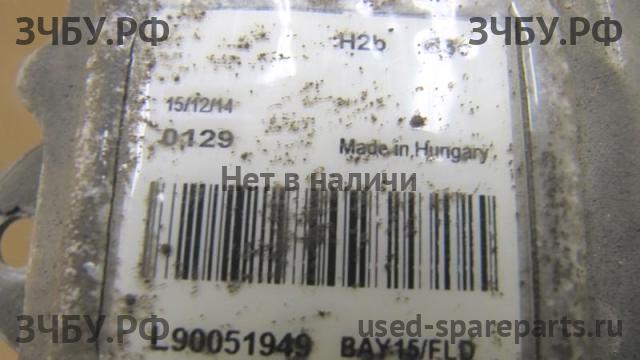 ЗЧБУ.РФ ЗЧБУ.РФ
H2b
15/12/14
0129
Made in Hungary
Нет в наличи
L90051949 BAY15/FLD
ЗЧБУ.РФ used-spareparts.ru